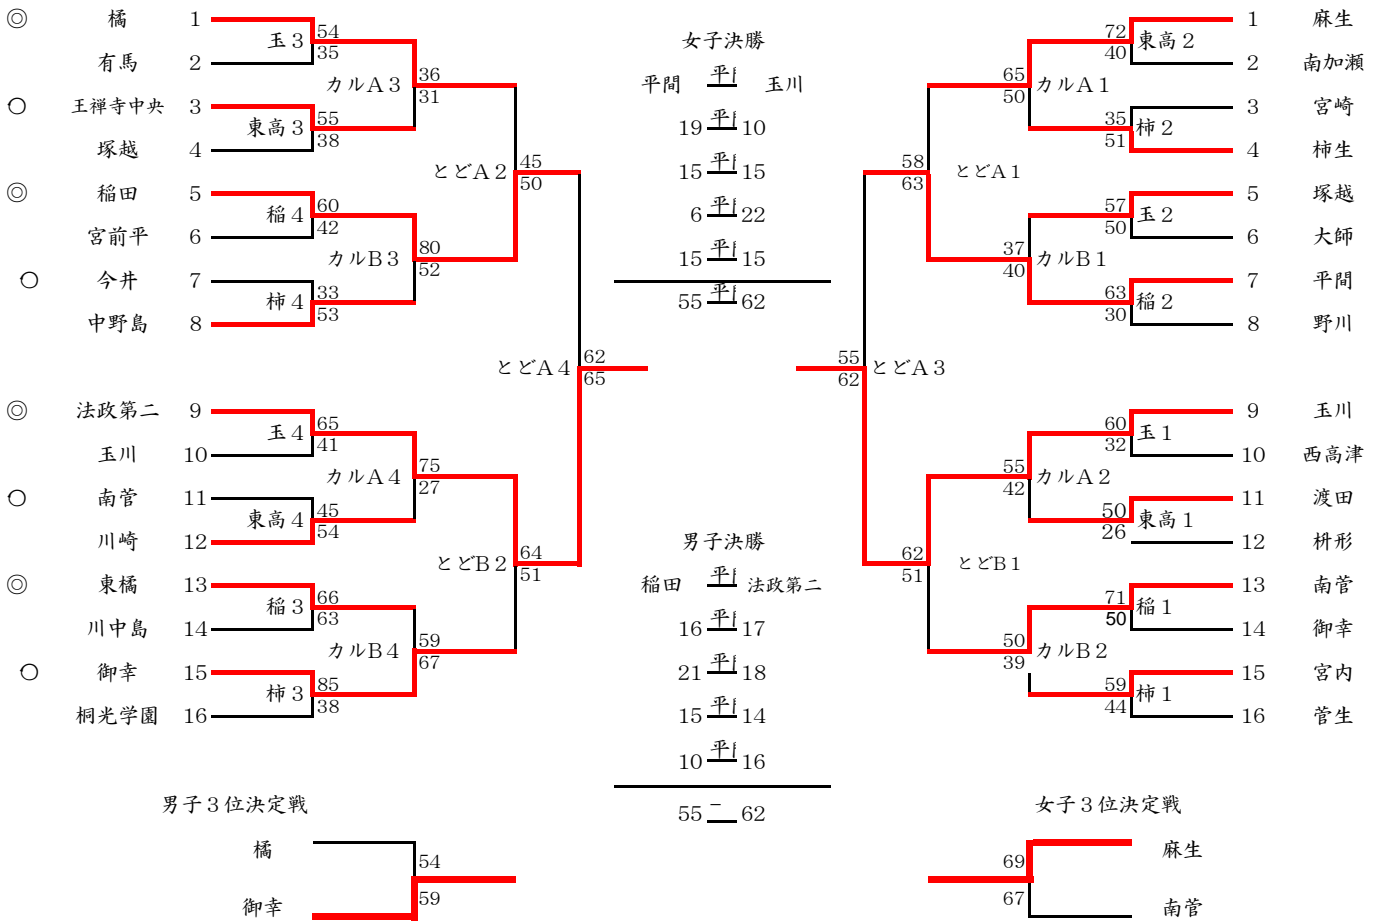 ◎ 橘 1
54
玉3
35
有馬 2
36
カルA3
31
○ 王禅寺中央 3
55
東高3
38
塚越 4
45
とどA2
50
◎ 稲田 5
60
稲4
42
宮前平 6
80
カルB3
52
○ 今井 7
33
柿4
53
中野島 8
62
とどA4
65
◎ 法政第二 9
65
玉4
41
玉川 10
75
カルA4
27
○ 南菅 11
45
東高4
54
川崎 12
64
とどB2
51
◎ 東橘 13
66
稲3
63
川中島 14
59
カルB4
67
○ 御幸 15
85
柿3
38
桐光学園 16
男子3位決定戦
橘
54
59
御幸
女子決勝
平間 玉川
19 10
15 15
6 22
15 15
55 62
男子決勝
稲田 法政第二
16 17
21 18
15 14
10 16
55 – 62
1 麻生
72
東高2
40
2 南加瀬
65
カルA1
50
3 宮崎
35
柿2
51
4 柿生
58
とどA1
63
5 塚越
57
玉2
50
6 大師
37
カルB1
40
7 平間
63
稲2
30
8 野川
55
とどA3
62
9 玉川
60
玉1
32
10 西高津
55
カルA2
42
11 渡田
50
東高1
26
12 枡形
62
とどB1
51
13 南菅
71
稲1
50
14 御幸
50
カルB2
39
15 宮内
59
柿1
44
16 菅生
女子3位決定戦
麻生
69
67
南菅